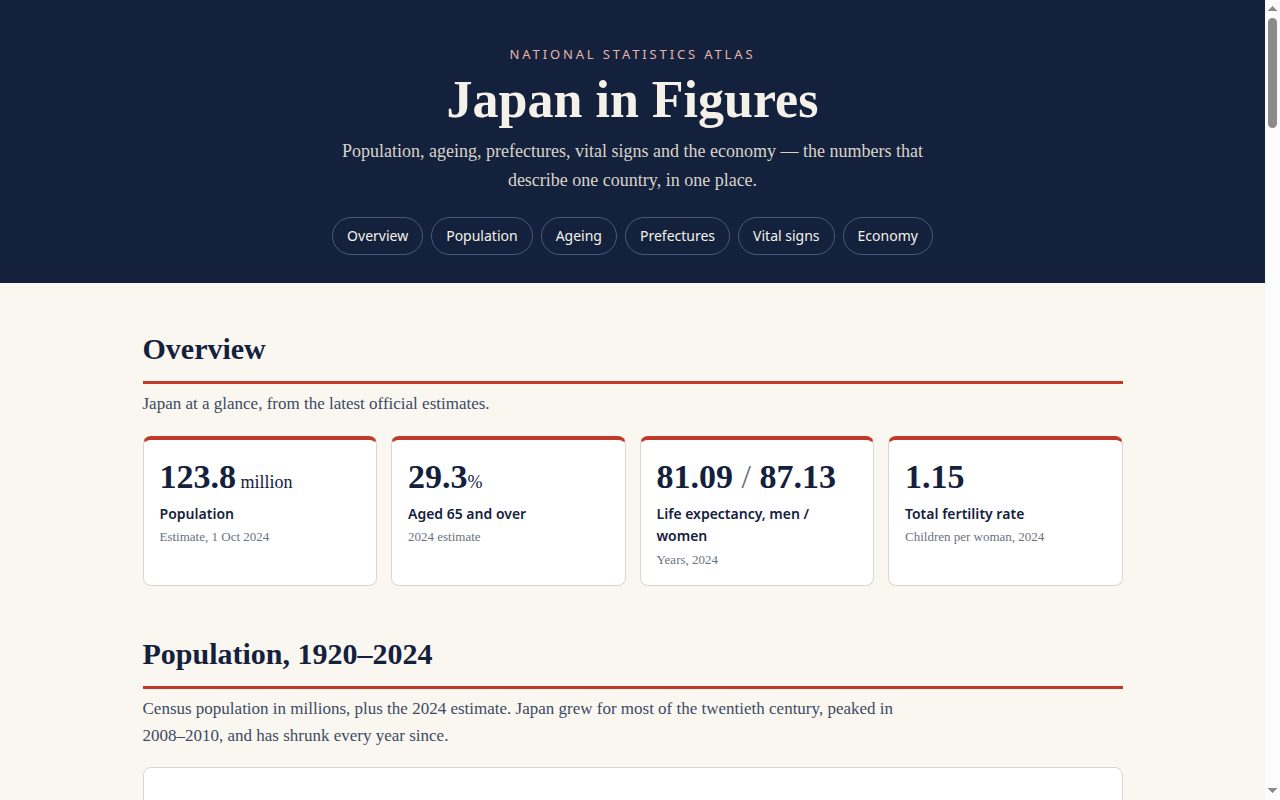 NATIONAL STATISTICS ATLAS
Japan in Figures
Population, ageing, prefectures, vital signs and the economy — the numbers that
describe one country, in one place.
Overview
Population
Ageing
Prefectures
Vital signs
Economy
Overview
Japan at a glance, from the latest official estimates.
123.8 million
Population
Estimate, 1 Oct 2024
29.3%
Aged 65 and over
2024 estimate
81.09 / 87.13
Life expectancy, men /
women
Years, 2024
1.15
Total fertility rate
Children per woman, 2024
Population, 1920–2024
Census population in millions, plus the 2024 estimate. Japan grew for most of the twentieth century, peaked in
2008–2010, and has shrunk every year since.